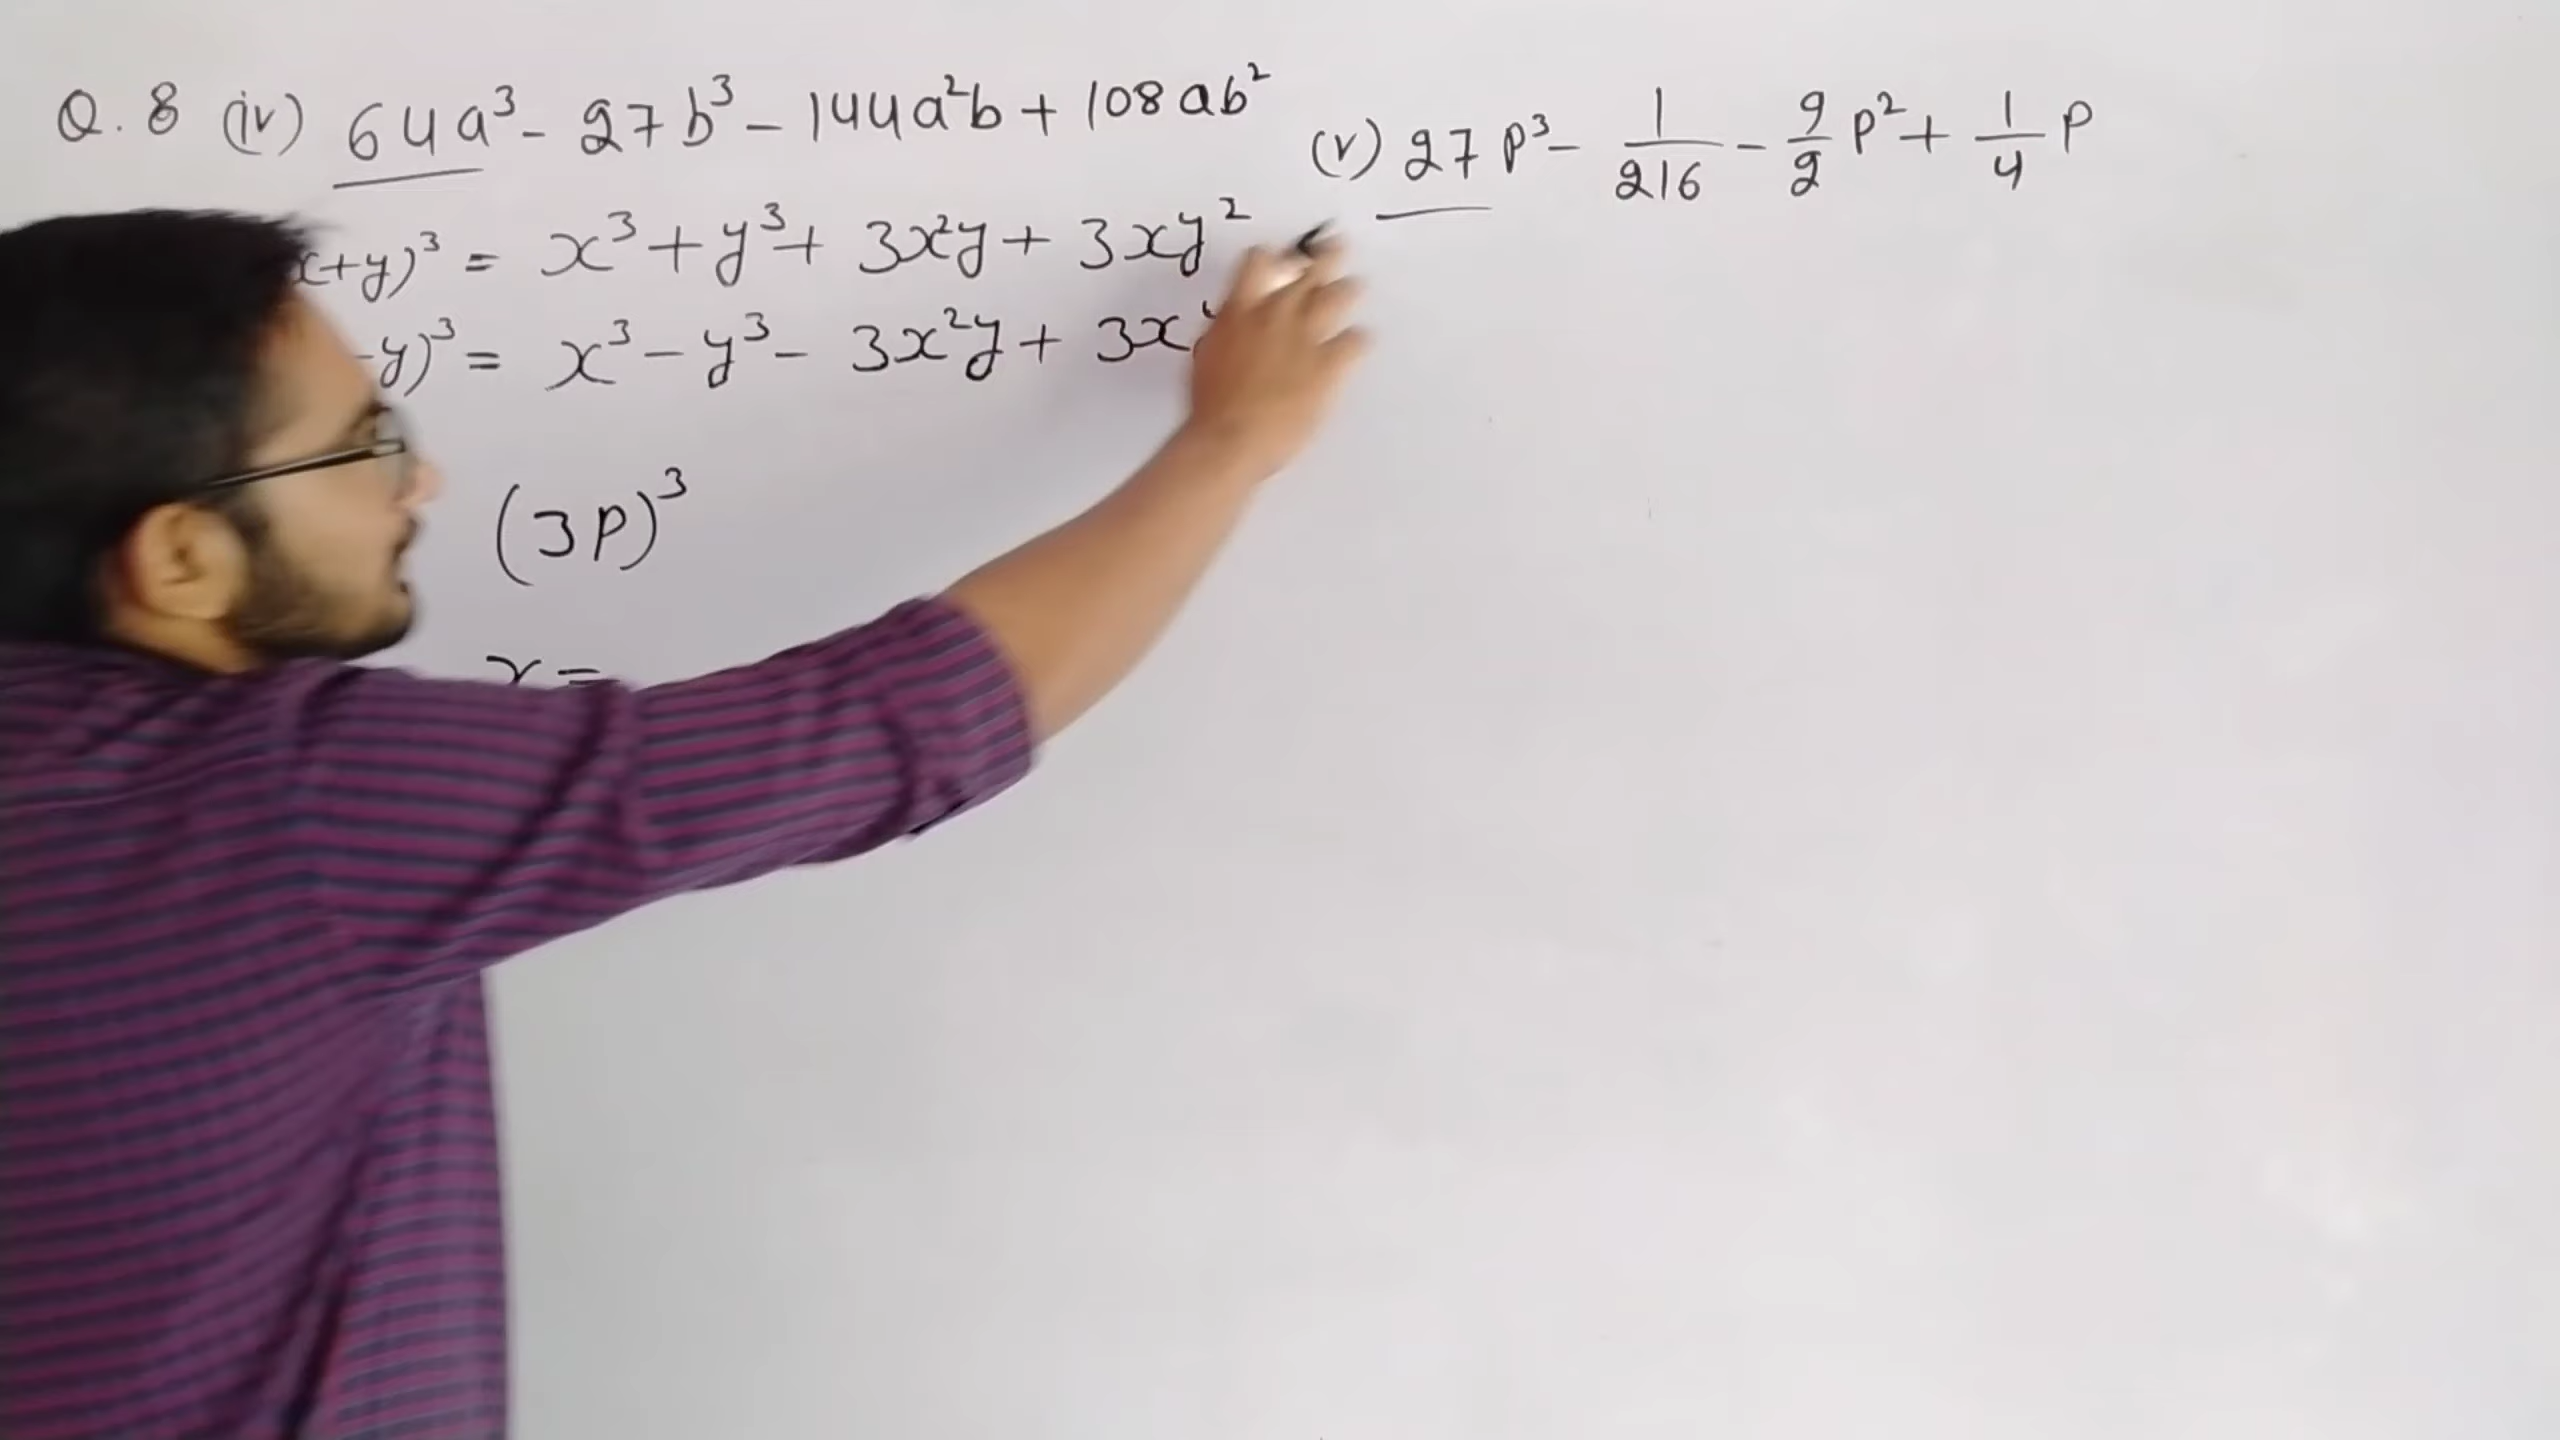 Q. 8 (iv) 64a³ - 27b³ - 144a²b + 108ab²
(v) 27p³ - 1/216 - 9/2 p² + 1/4 p
x+y)³ = x³ + y³ + 3x²y + 3xy²
-y)³ = x³ - y³ - 3x²y + 3x
(3p)³
x =